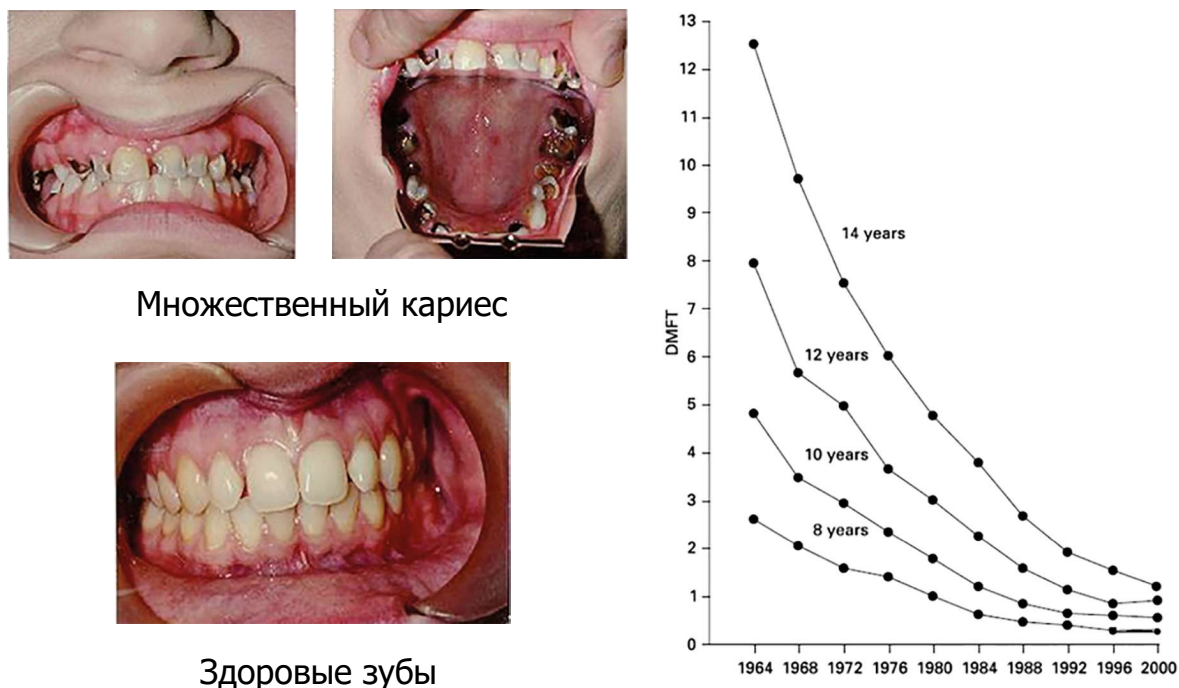 Множественный кариес
Здоровые зубы
DMFT
13
12
11
10
9
8
7
6
5
4
3
2
1
0
14 years
12 years
10 years
8 years
1964 1968 1972 1976 1980 1984 1988 1992 1996 2000